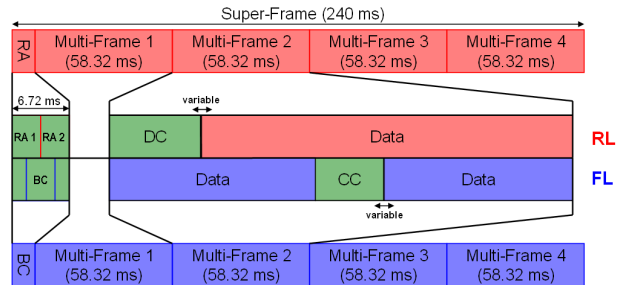 Super-Frame (240 ms)
RA
Multi-Frame 1
(58.32 ms)
Multi-Frame 2
(58.32 ms)
Multi-Frame 3
(58.32 ms)
Multi-Frame 4
(58.32 ms)
6.72 ms
variable
RA 1
RA 2
DC
Data
RL
BC
Data
CC
Data
FL
variable
BC
Multi-Frame 1
(58.32 ms)
Multi-Frame 2
(58.32 ms)
Multi-Frame 3
(58.32 ms)
Multi-Frame 4
(58.32 ms)